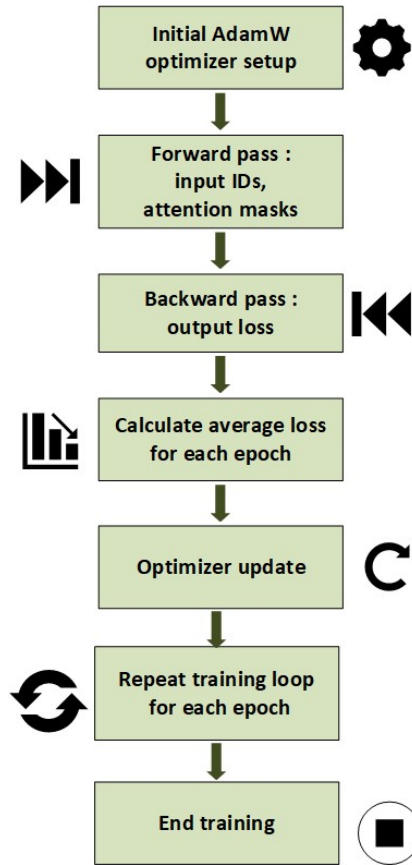 Initial AdamW
optimizer setup
Forward pass :
input IDs,
attention masks
Backward pass :
output loss
Calculate average loss
for each epoch
Optimizer update
Repeat training loop
for each epoch
End training